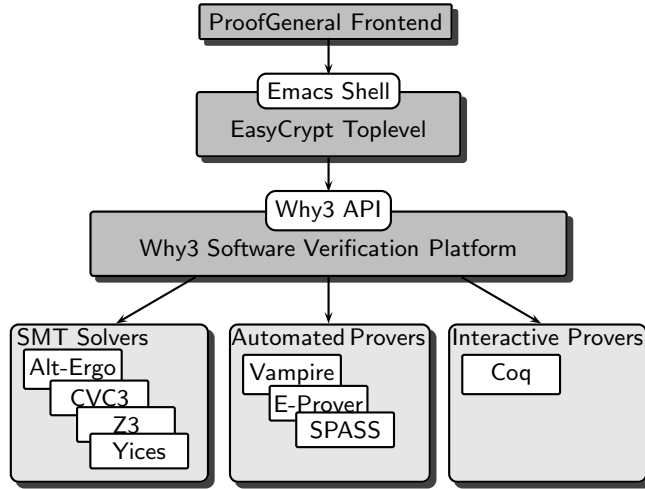 ProofGeneral Frontend
Emacs Shell
EasyCrypt Toplevel
Why3 API
Why3 Software Verification Platform
SMT Solvers
Alt-Ergo
CVC3
Z3
Yices
Automated Provers
Vampire
E-Prover
SPASS
Interactive Provers
Coq